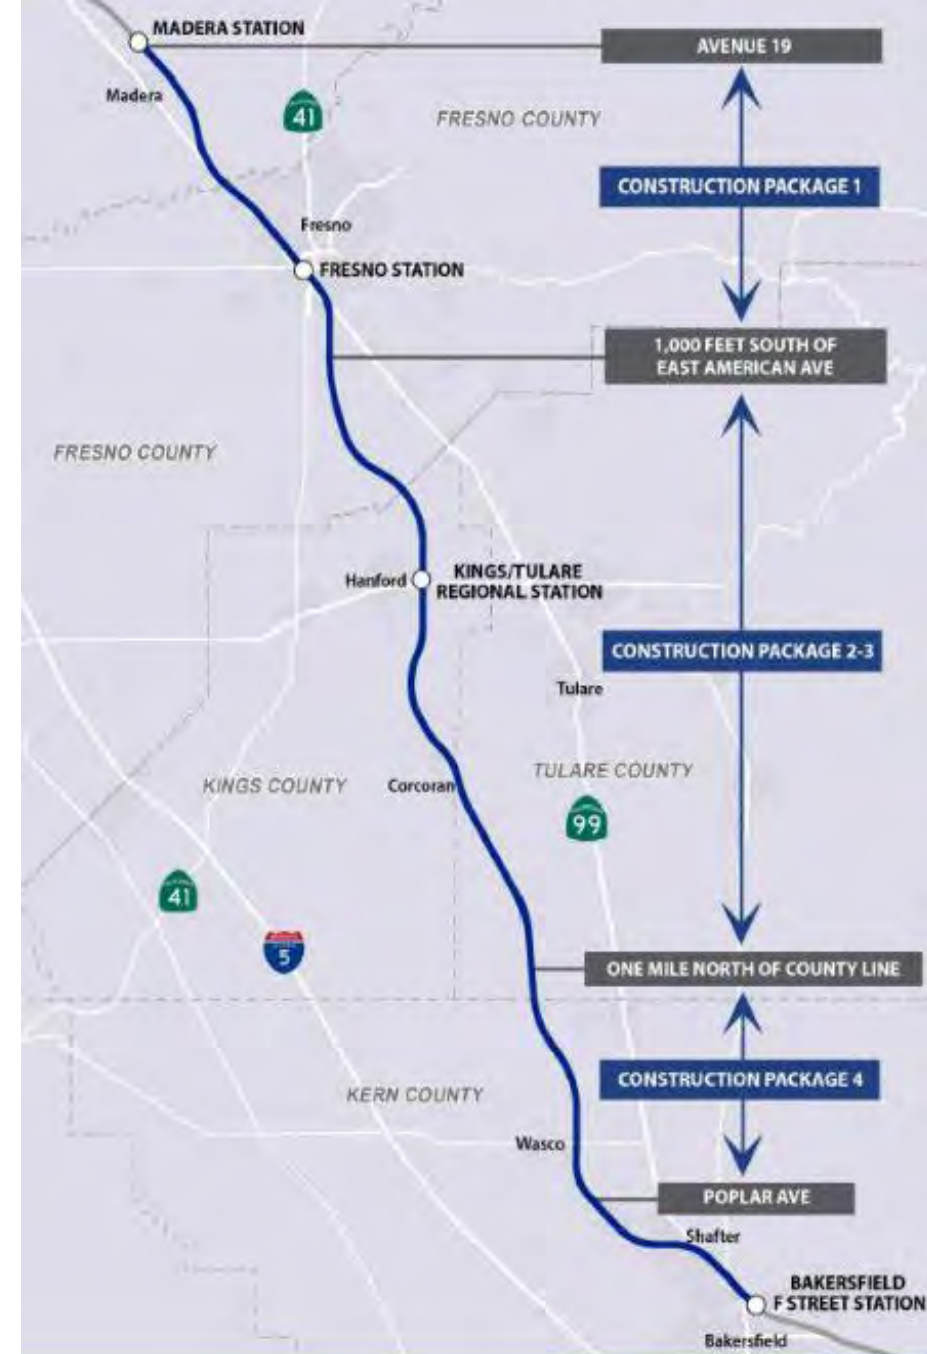 MADERA STATION
AVENUE 19
Madera
41
FRESNO COUNTY
CONSTRUCTION PACKAGE 1
Fresno
FRESNO STATION
1,000 FEET SOUTH OF
EAST AMERICAN AVE
FRESNO COUNTY
Hanford
KINGS/TULARE
REGIONAL STATION
CONSTRUCTION PACKAGE 2-3
Tulare
TULARE COUNTY
KINGS COUNTY
Corcoran
99
41
5
ONE MILE NORTH OF COUNTY LINE
CONSTRUCTION PACKAGE 4
KERN COUNTY
Wasco
POPLAR AVE
Shafter
BAKERSFIELD
F STREET STATION
Bakersfield